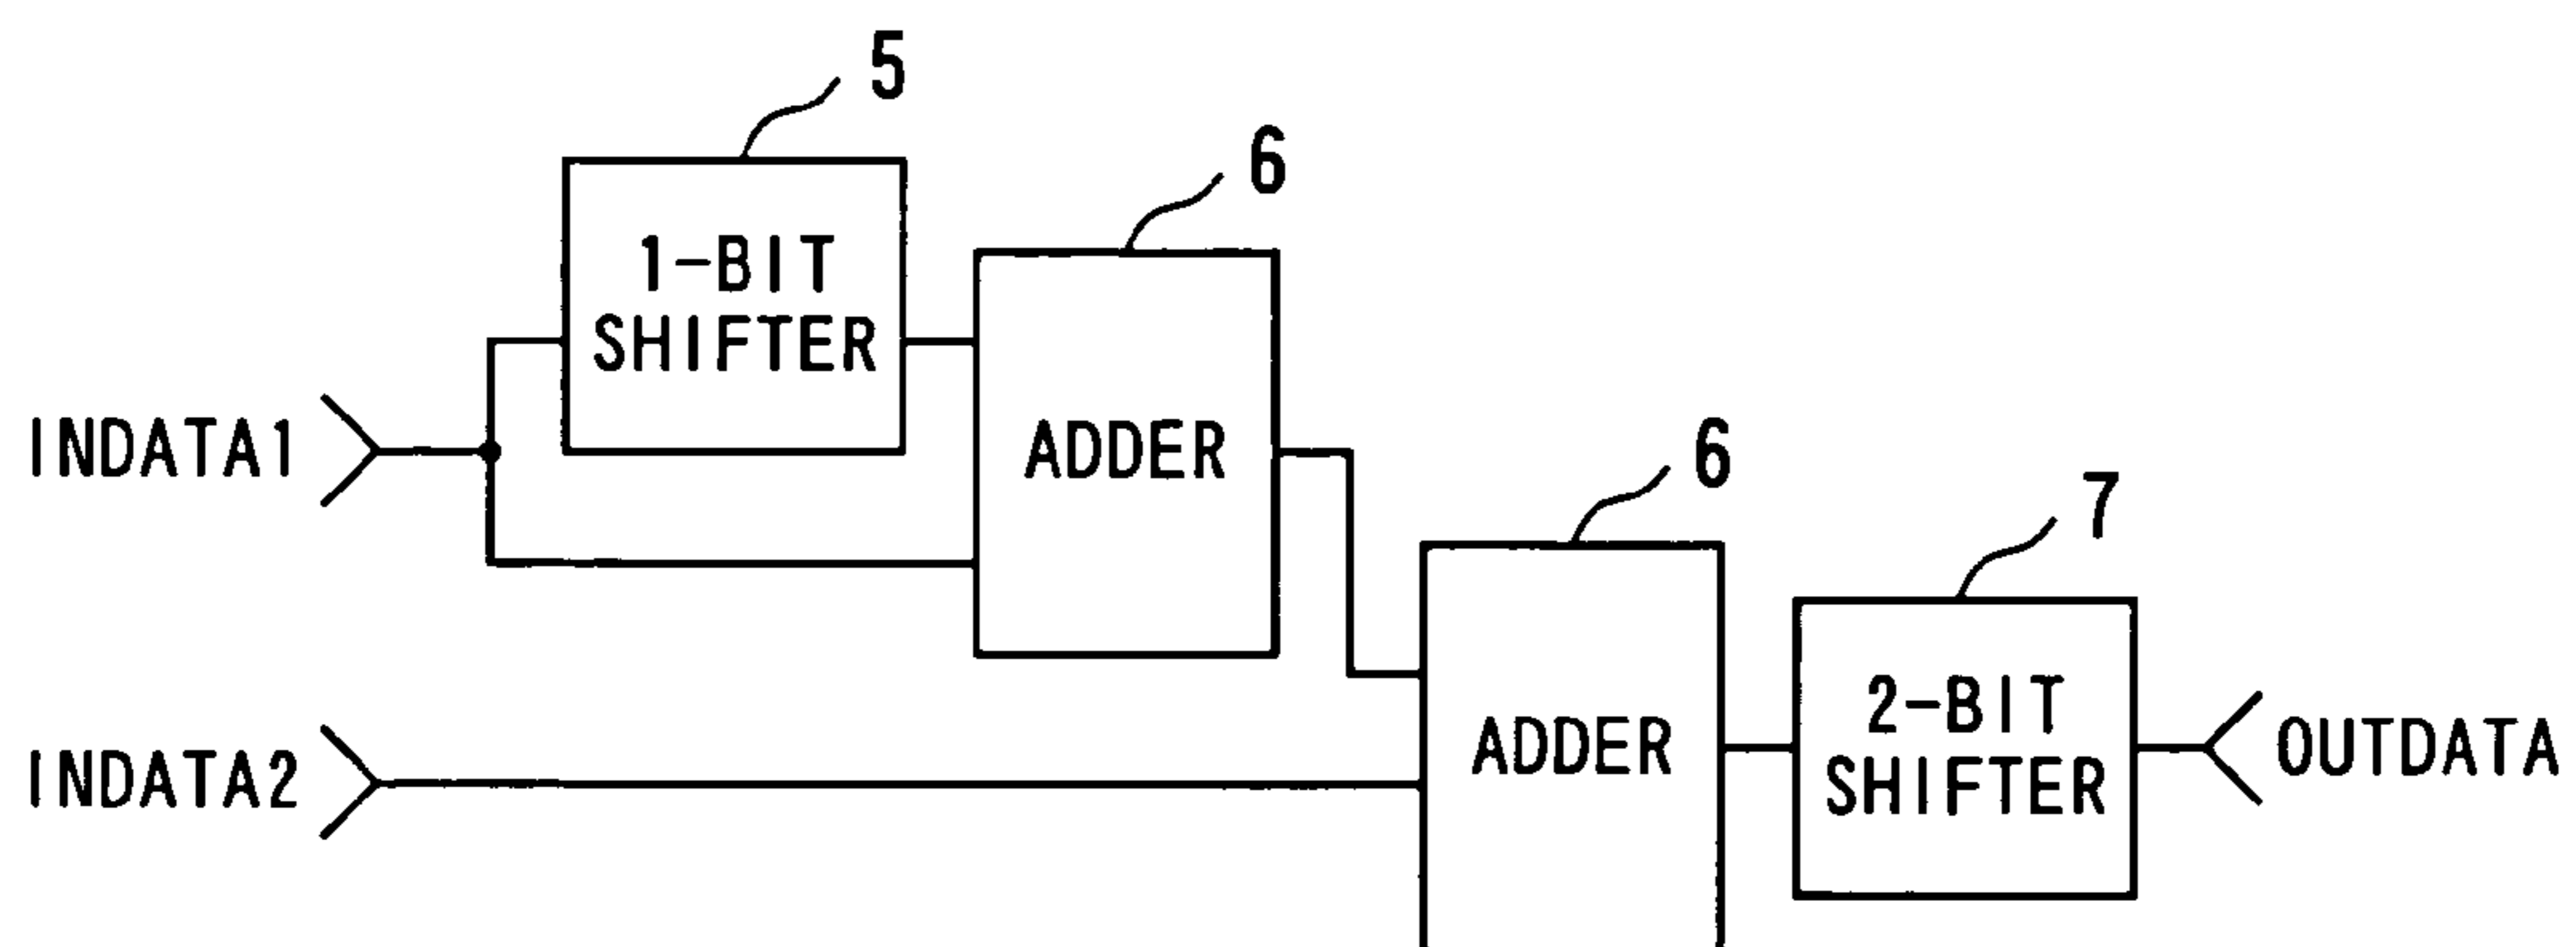 5
6
1-BIT
SHIFTER
ADDER
INDATA1
6
7
2-BIT
SHIFTER
ADDER
OUTDATA
INDATA2